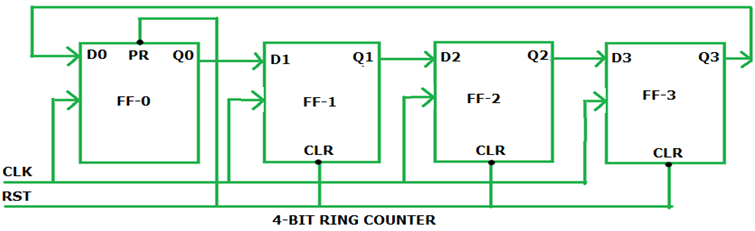 D0 PR Q0 D1 Q1 D2 Q2 D3 Q3
FF-0 FF-1 FF-2 FF-3
CLR CLR CLR
CLK
RST
4-BIT RING COUNTER